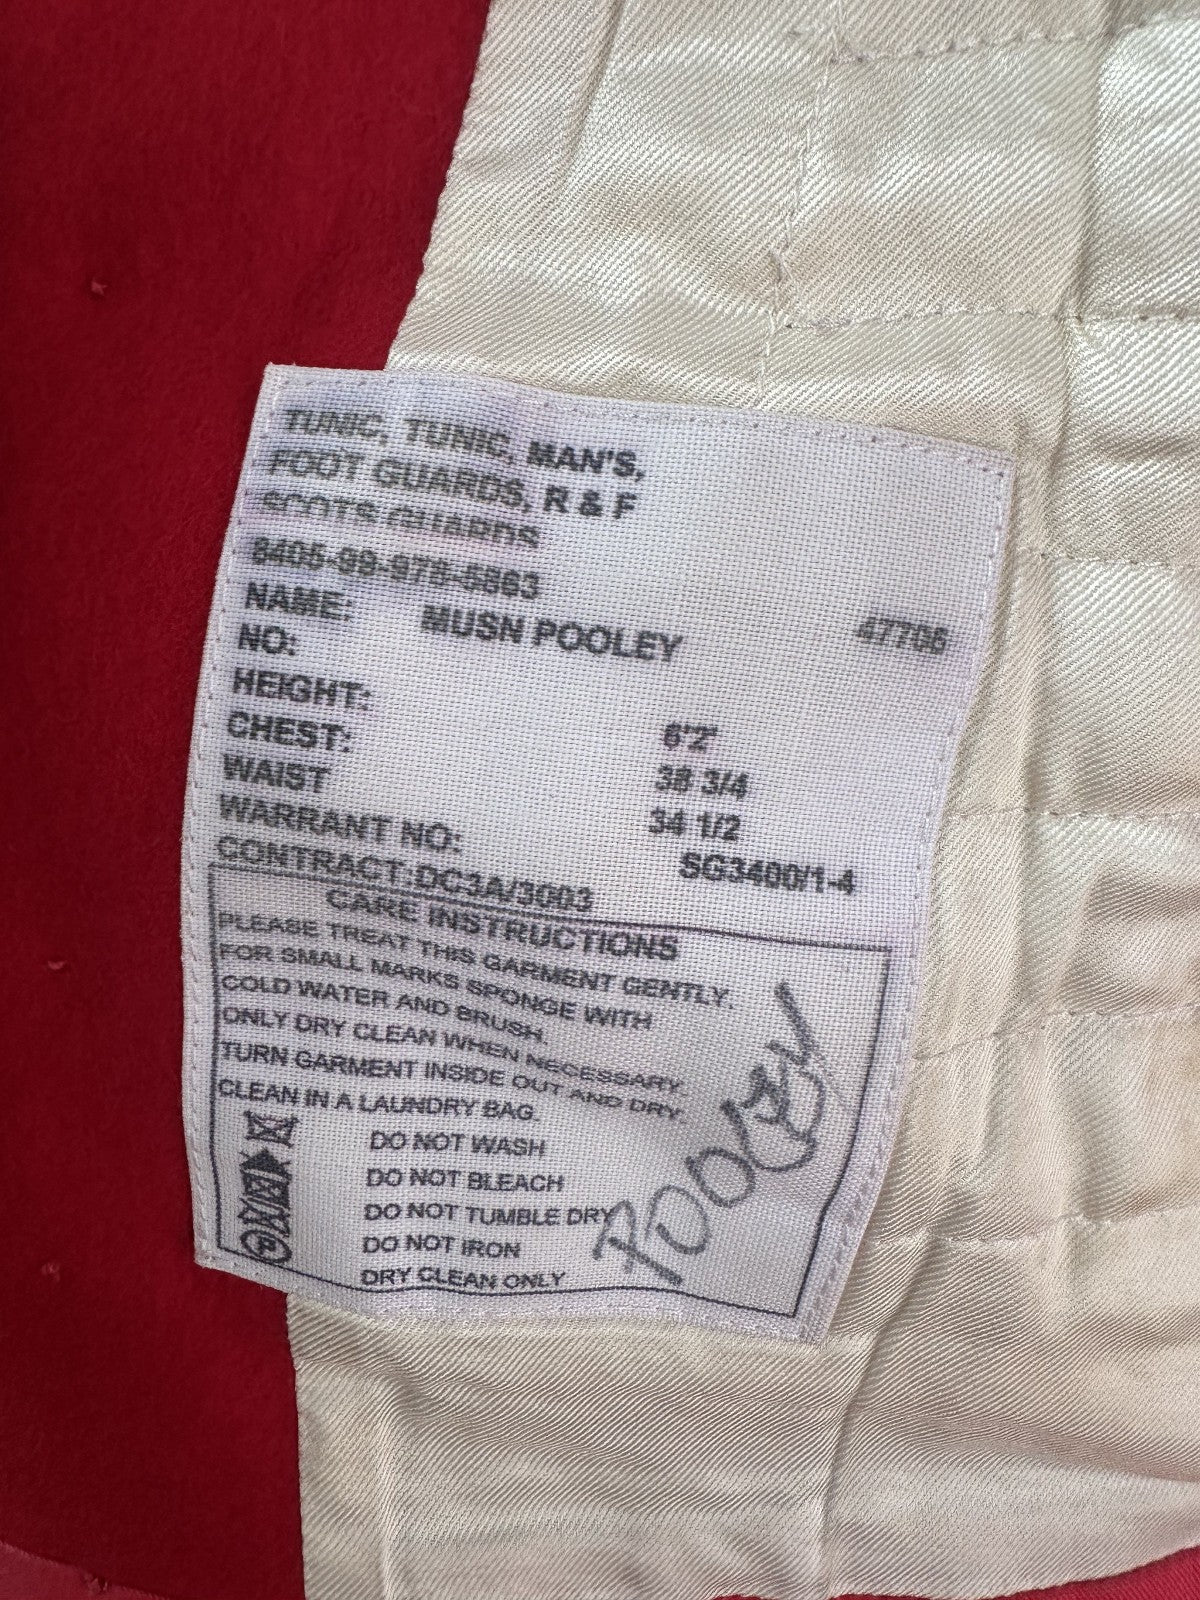 TUNIC, TUNIC, MAN'S,
FOOT GUARDS, R & F
SCOTS GUARDS
8405-99-978-5863
NAME: MUSN POOLEY 47706
NO:
HEIGHT: 6'2"
CHEST: 38 3/4
WAIST 34 1/2
WARRANT NO: SG3400/1-4
CONTRACT:DC3A/3003
CARE INSTRUCTIONS
PLEASE TREAT THIS GARMENT GENTLY.
FOR SMALL MARKS SPONGE WITH
COLD WATER AND BRUSH.
ONLY DRY CLEAN WHEN NECESSARY.
TURN GARMENT INSIDE OUT AND DRY.
CLEAN IN A LAUNDRY BAG.
DO NOT WASH
DO NOT BLEACH
DO NOT TUMBLE DRY
DO NOT IRON
P DRY CLEAN ONLY
POOLEY